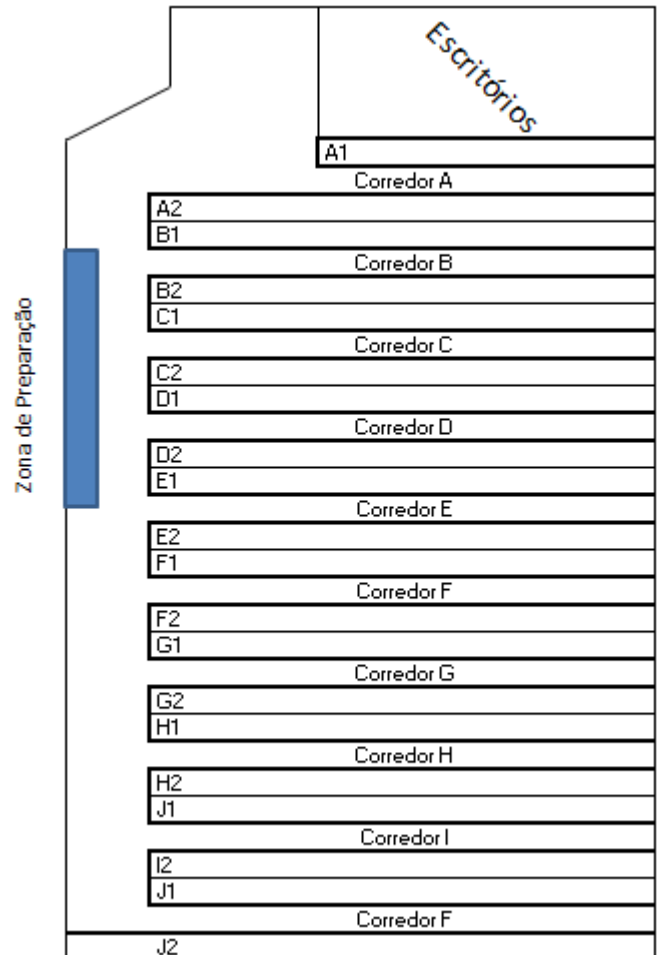 Escritórios
A1
Corredor A
A2
B1
Corredor B
B2
C1
Corredor C
C2
D1
Corredor D
D2
E1
Corredor E
E2
F1
Corredor F
F2
G1
Corredor G
G2
H1
Corredor H
H2
J1
Corredor I
I2
J1
Corredor F
J2
Zona de Preparação